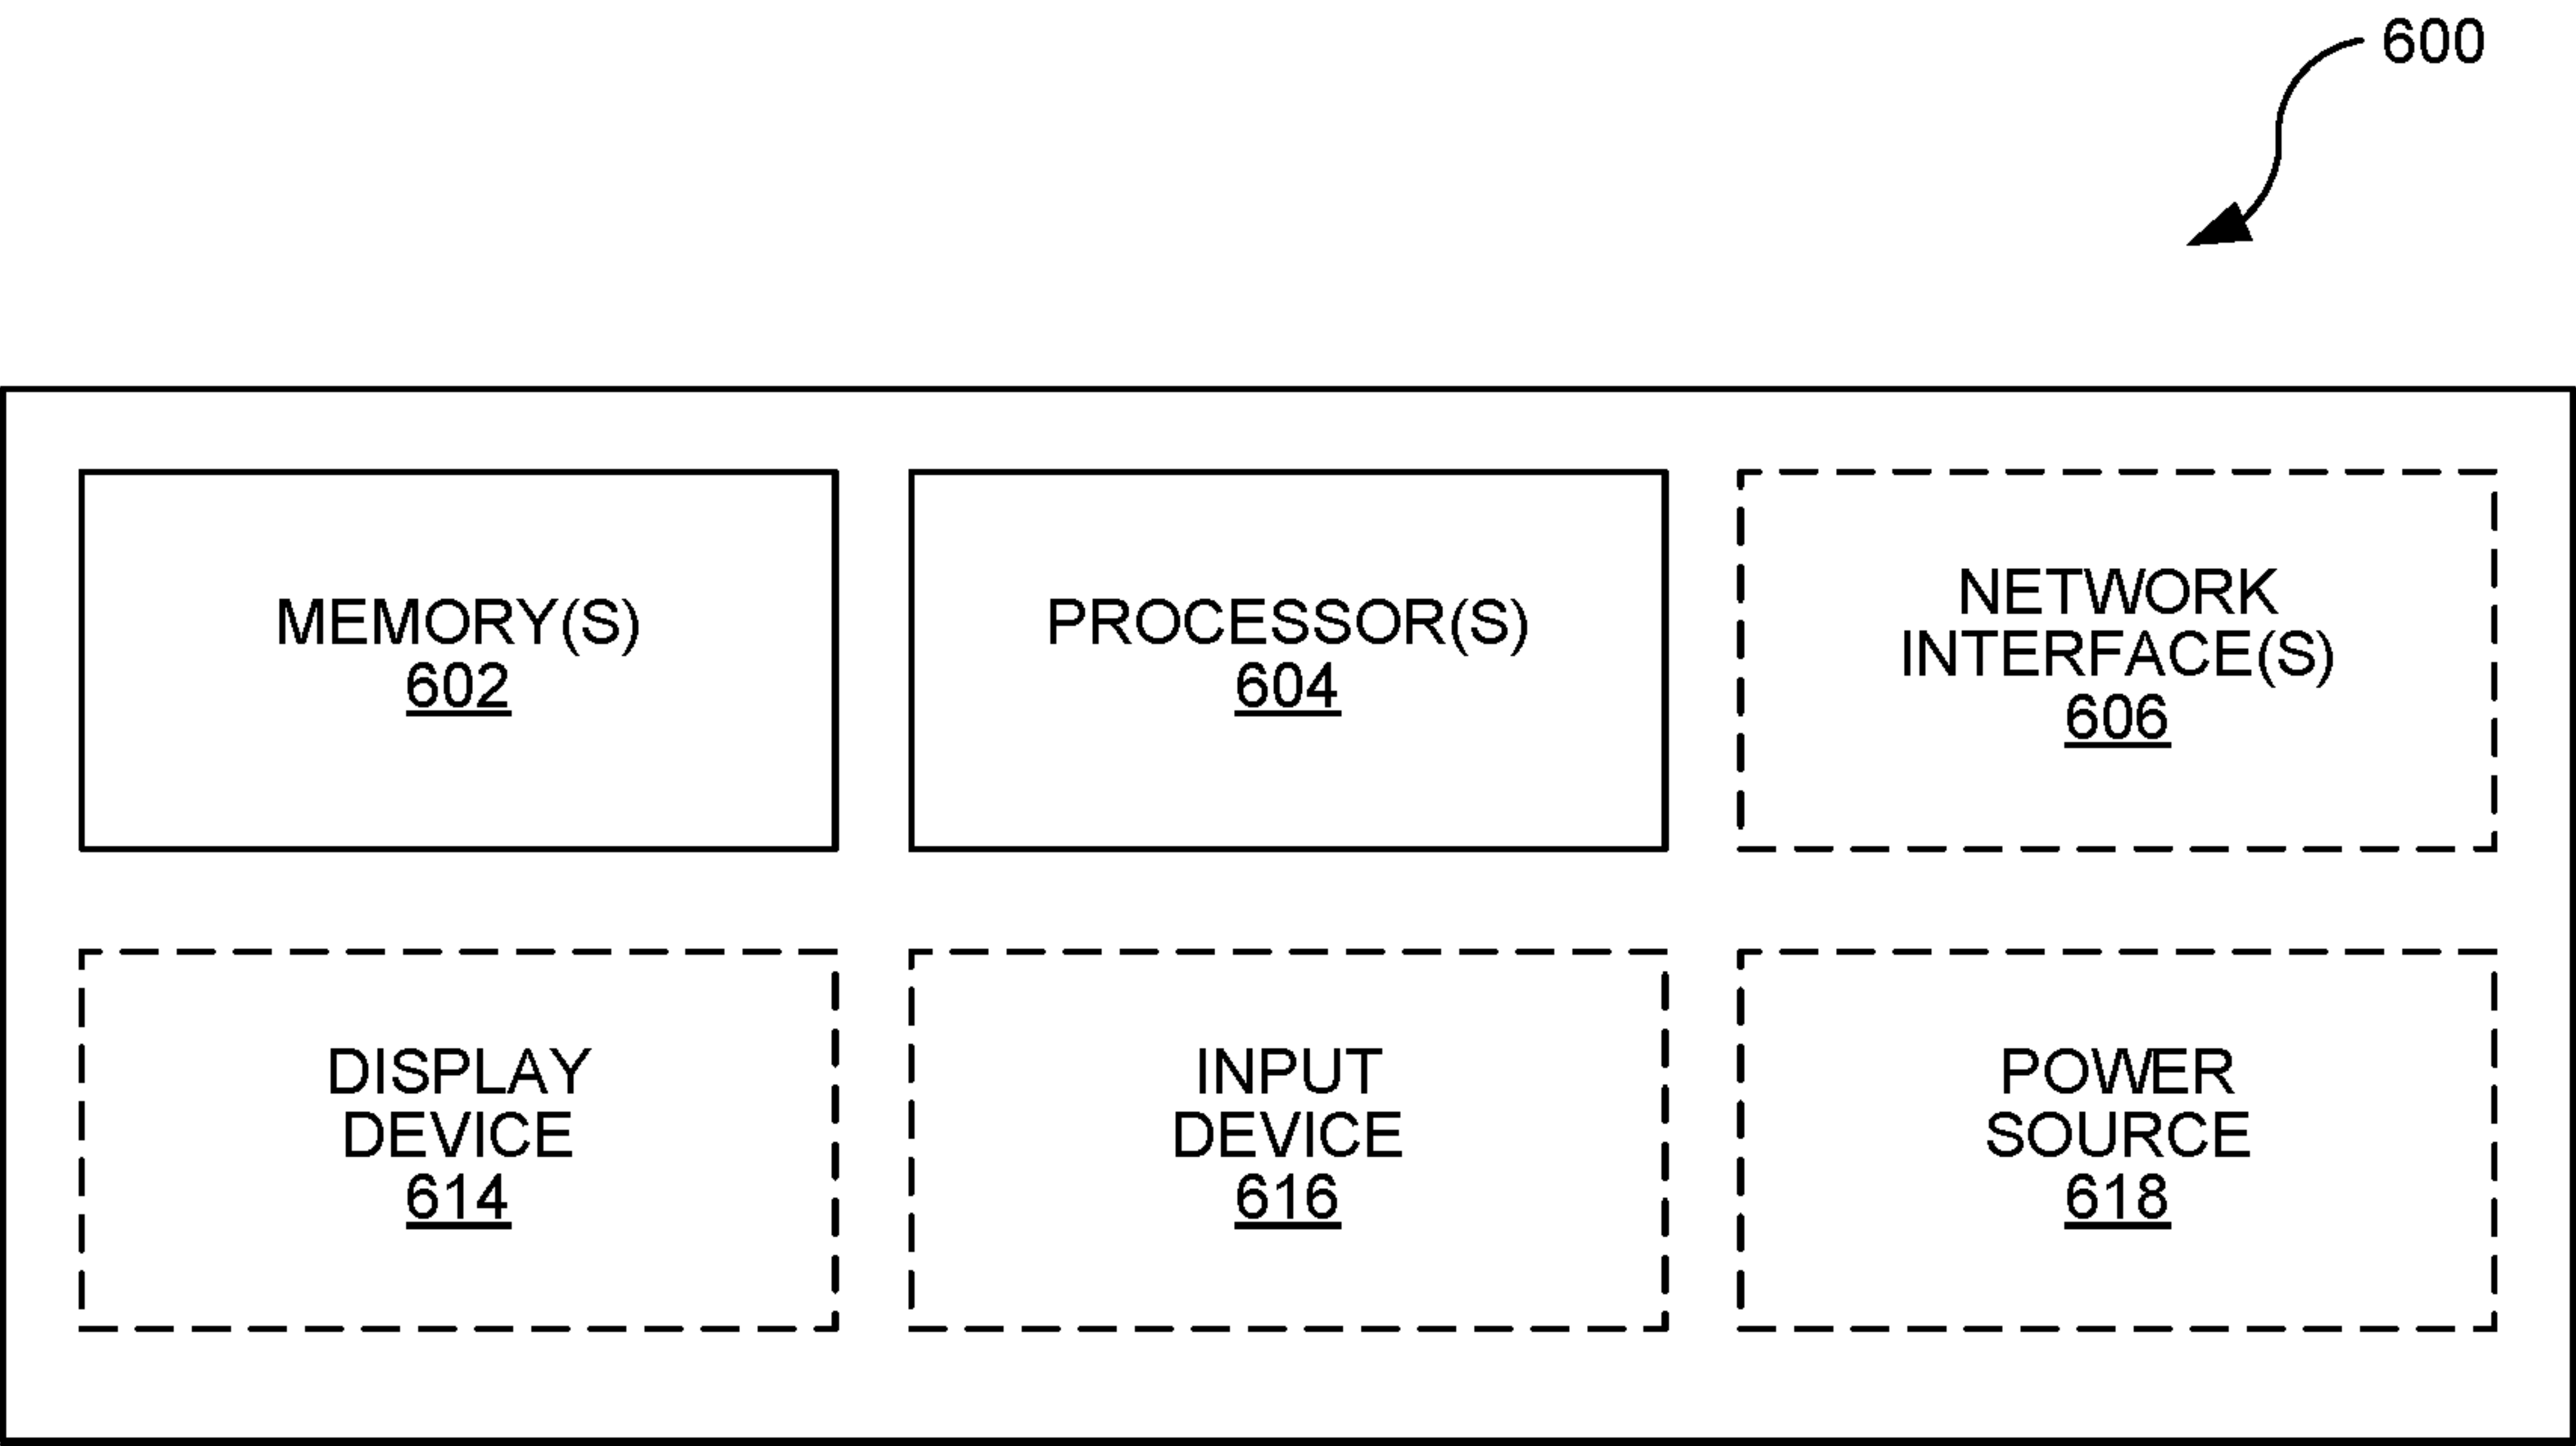 600
MEMORY(S)
602
PROCESSOR(S)
604
NETWORK
INTERFACE(S)
606
DISPLAY
DEVICE
614
INPUT
DEVICE
616
POWER
SOURCE
618